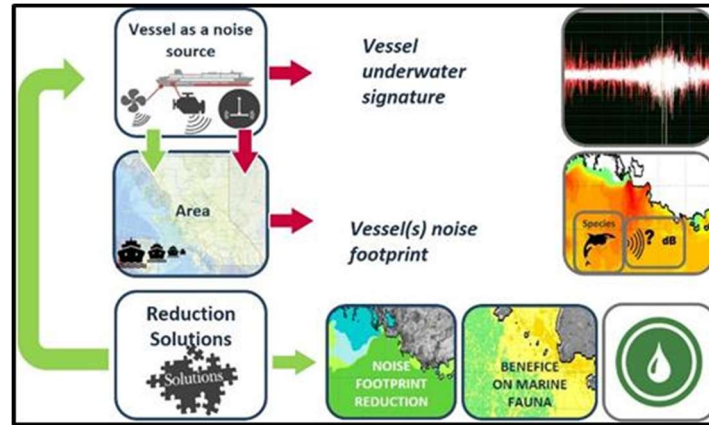 Vessel as a noise
source
Vessel
underwater
signature
Area
Vessel(s) noise
footprint
Species
? dB
Reduction
Solutions
Solutions
NOISE
FOOTPRINT
REDUCTION
BENEFICE
ON MARINE
FAUNA